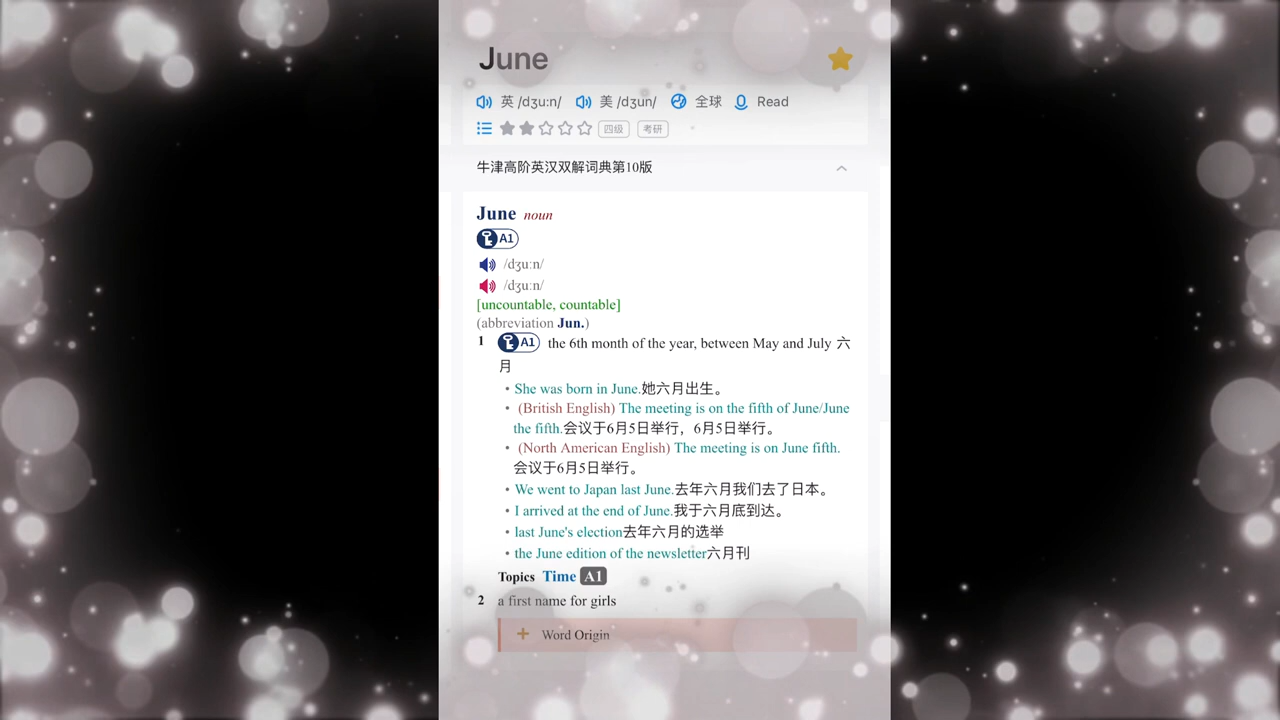 June
英 /dʒu:n/ 美 /dʒun/ 全球 Read
四级 考研
牛津高阶英汉双解词典第10版
June noun
A1
/dʒuːn/
/dʒuːn/
[uncountable, countable]
(abbreviation Jun.)
1 A1 the 6th month of the year, between May and July 六
月
• She was born in June.她六月出生。
• (British English) The meeting is on the fifth of June/June
the fifth.会议于6月5日举行，6月5日举行。
• (North American English) The meeting is on June fifth.
会议于6月5日举行。
• We went to Japan last June.去年六月我们去了日本。
• I arrived at the end of June.我于六月底到达。
• last June's election去年六月的选举
• the June edition of the newsletter六月刊
Topics Time A1
2 a first name for girls
+ Word Origin